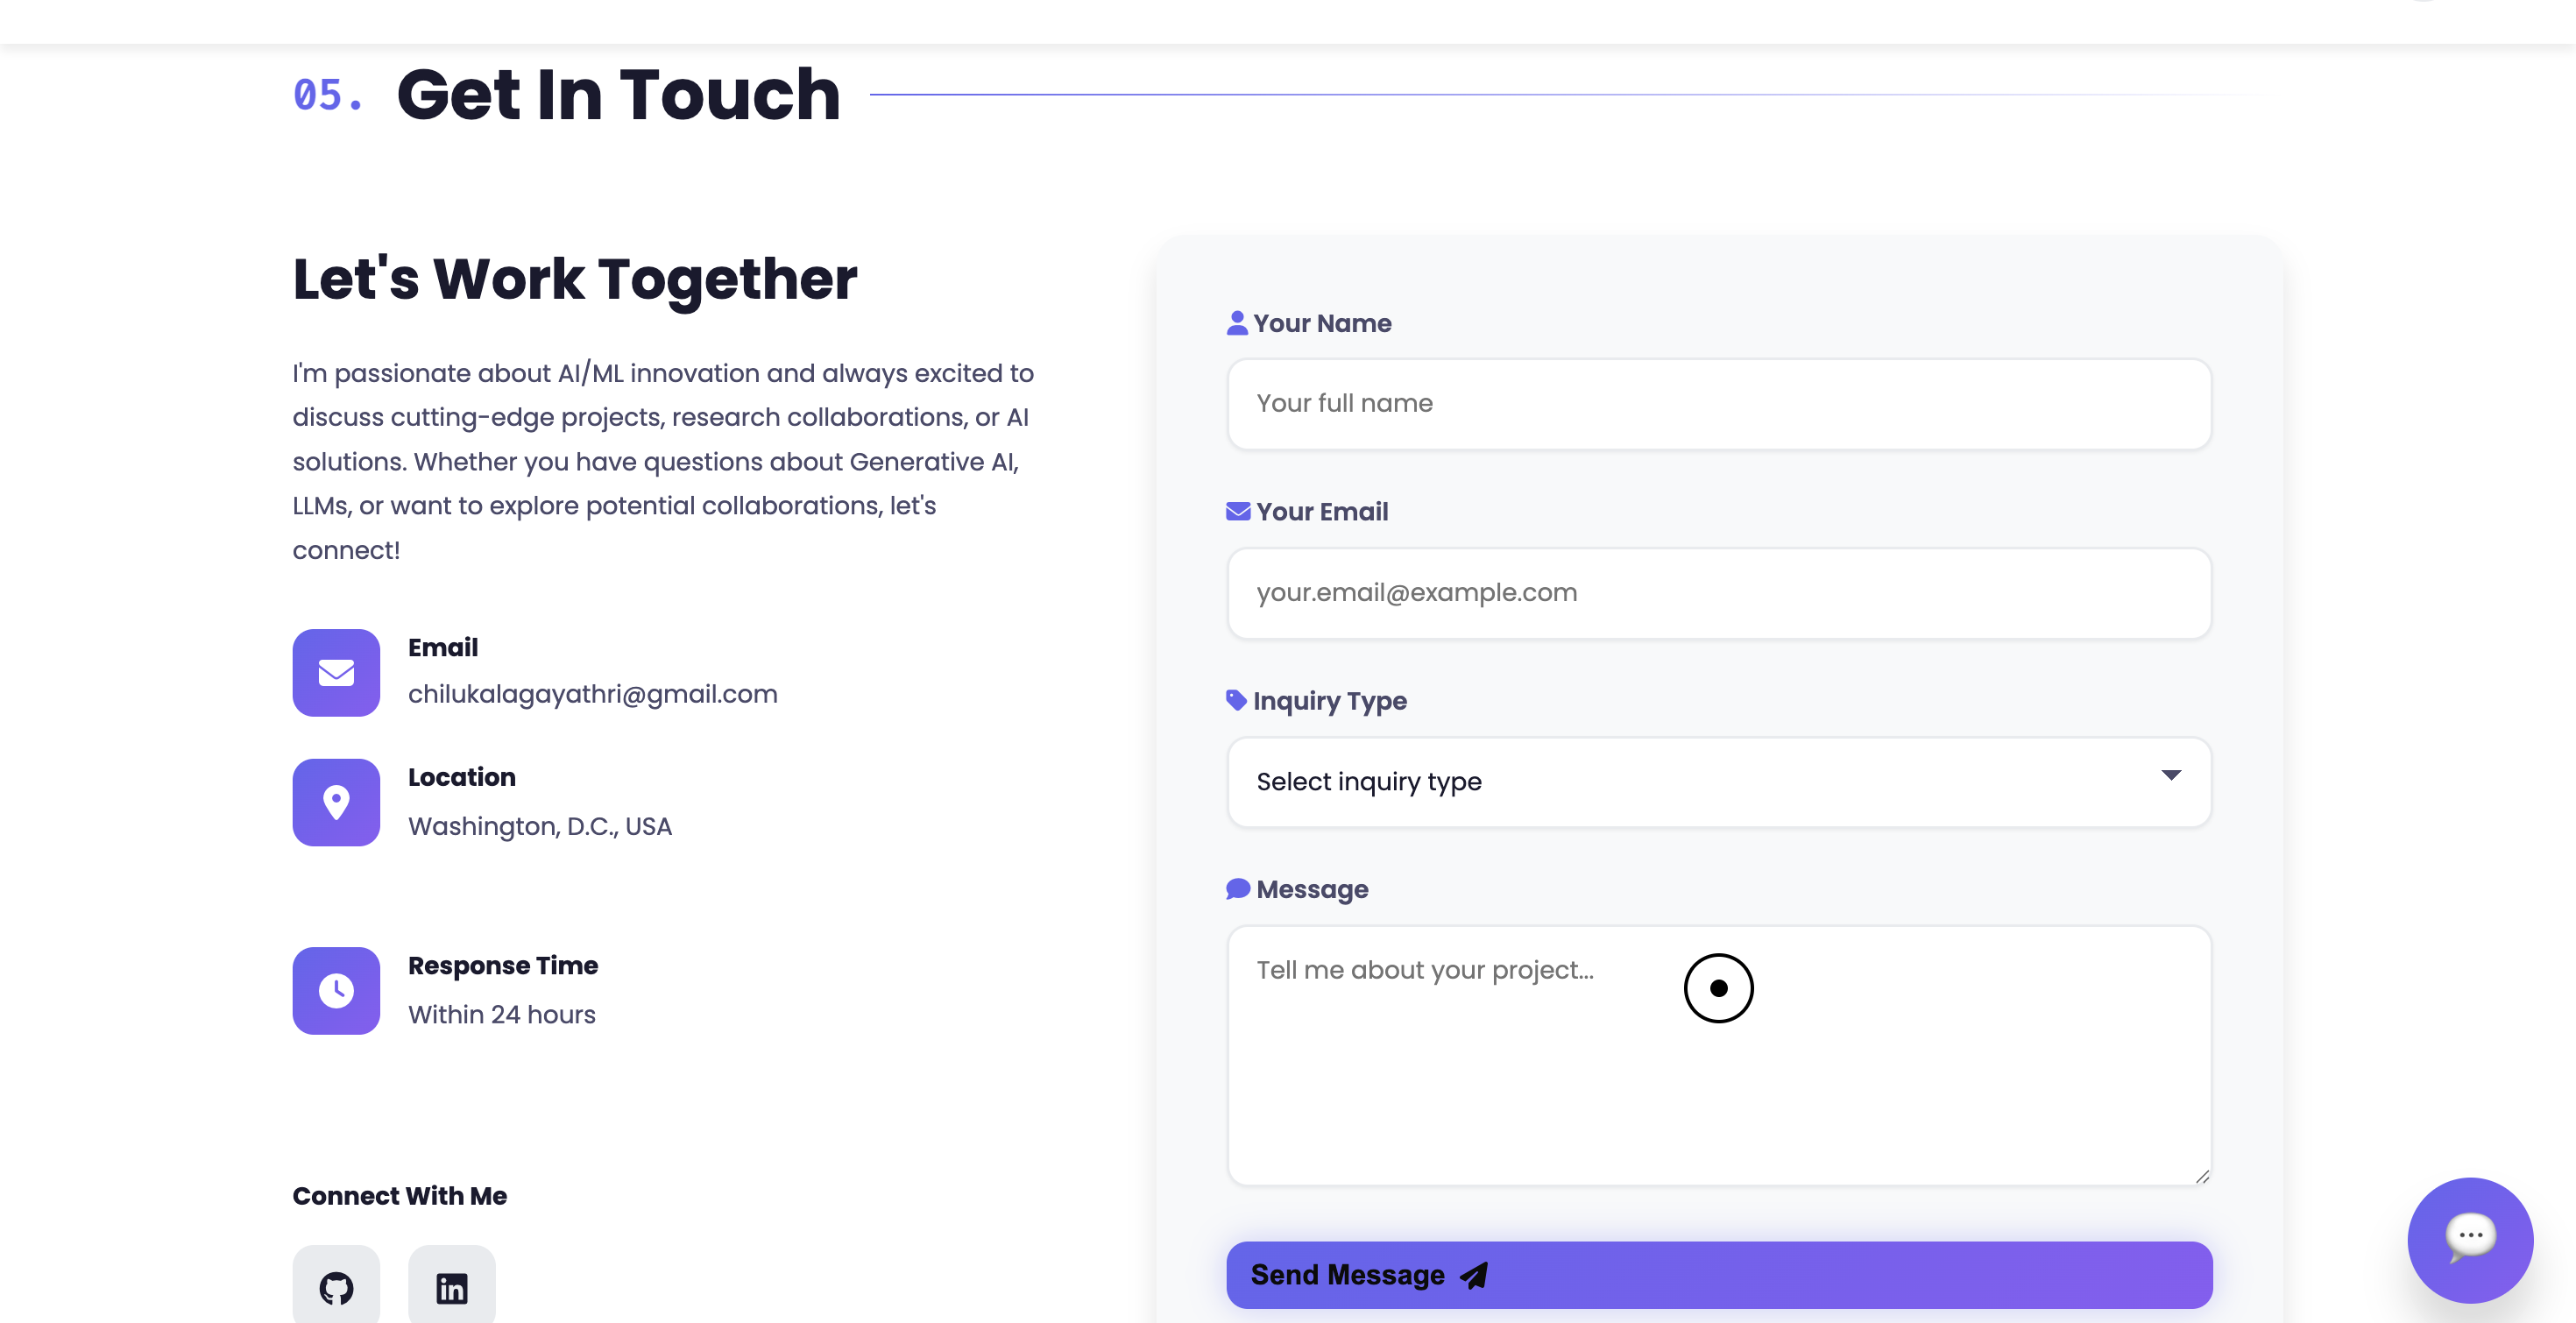 05. Get In Touch
Let's Work Together
I'm passionate about AI/ML innovation and always excited to
discuss cutting-edge projects, research collaborations, or AI
solutions. Whether you have questions about Generative AI,
LLMs, or want to explore potential collaborations, let's
connect!
Email
chilukalagayathri@gmail.com
Location
Washington, D.C., USA
Response Time
Within 24 hours
Connect With Me
in
Your Name
Your full name
Your Email
your.email@example.com
Inquiry Type
Select inquiry type
Message
Tell me about your project...
Send Message